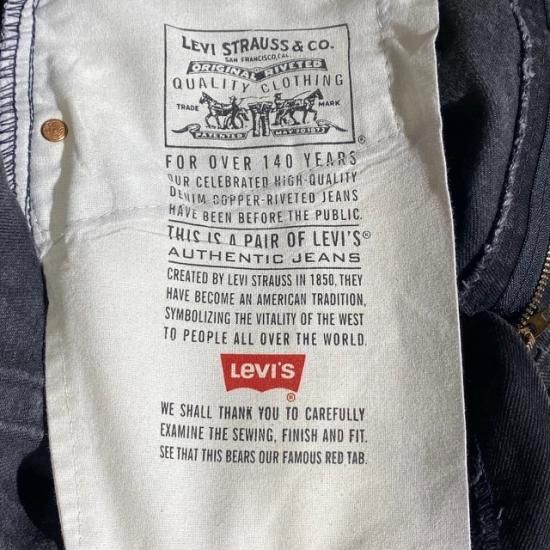 LEVI STRAUSS & CO.
SAN FRANCISCO, CAL.
ORIGINAL RIVETED
QUALITY CLOTHING
TRADE MARK
PATENTED MAY 20 1873
®
FOR OVER 140 YEARS
OUR CELEBRATED HIGH-QUALITY
DENIM COPPER-RIVETED JEANS
HAVE BEEN BEFORE THE PUBLIC.
THIS IS A PAIR OF LEVI'S®
AUTHENTIC JEANS
CREATED BY LEVI STRAUSS IN 1850, THEY
HAVE BECOME AN AMERICAN TRADITION,
SYMBOLIZING THE VITALITY OF THE WEST
TO PEOPLE ALL OVER THE WORLD.
LEVI'S
®
WE SHALL THANK YOU TO CAREFULLY
EXAMINE THE SEWING, FINISH AND FIT.
SEE THAT THIS BEARS OUR FAMOUS RED TAB.